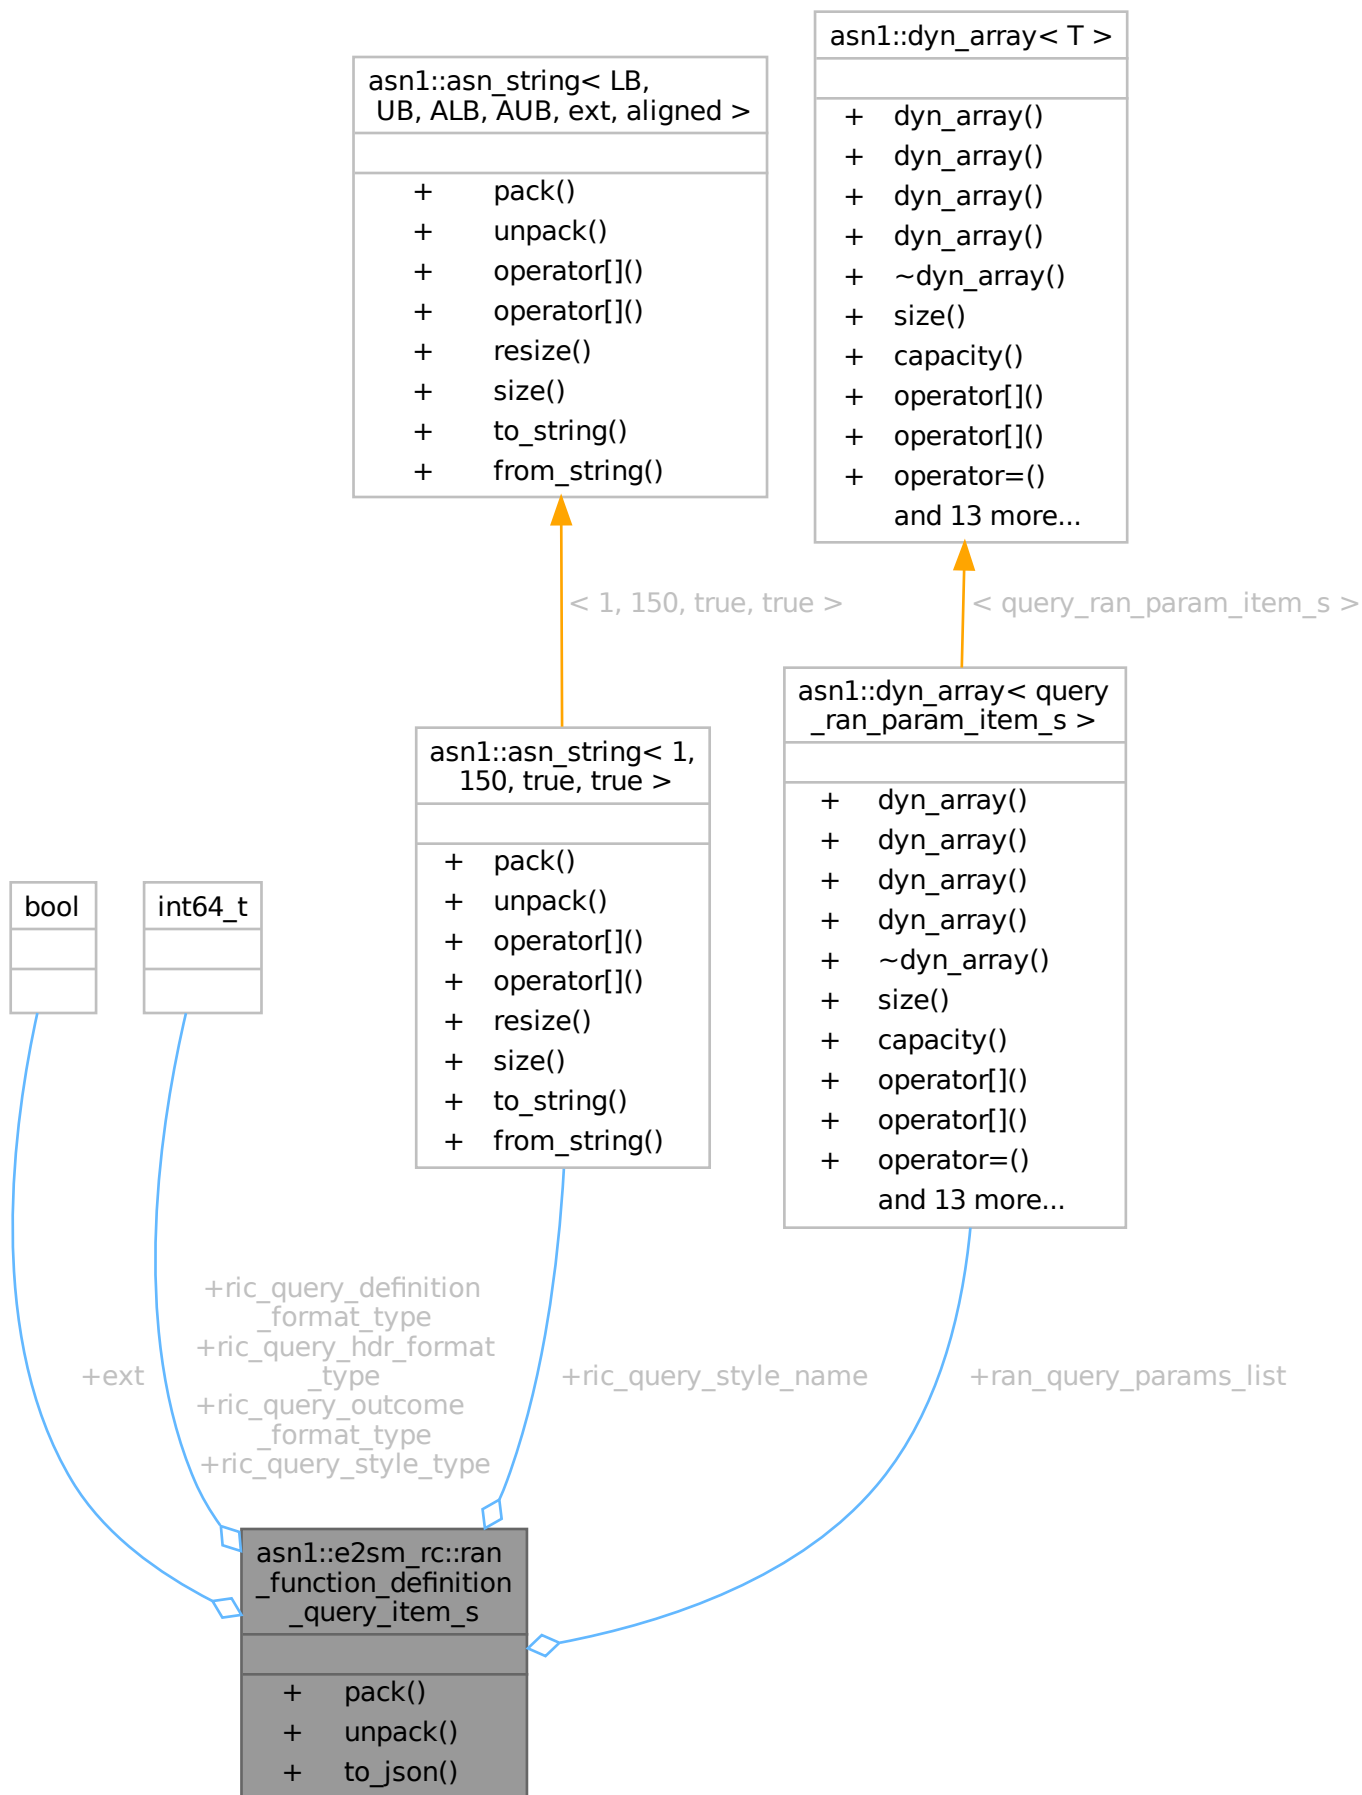 asn1::dyn_array< T >
+ dyn_array()
+ dyn_array()
+ dyn_array()
+ dyn_array()
+ ~dyn_array()
+ size()
+ capacity()
+ operator[]()
+ operator[]()
+ operator=()
and 13 more...
asn1::asn_string< LB,
UB, ALB, AUB, ext, aligned >
+ pack()
+ unpack()
+ operator[]()
+ operator[]()
+ resize()
+ size()
+ to_string()
+ from_string()
< 1, 150, true, true >
< query_ran_param_item_s >
asn1::dyn_array< query
_ran_param_item_s >
+ dyn_array()
+ dyn_array()
+ dyn_array()
+ dyn_array()
+ ~dyn_array()
+ size()
+ capacity()
+ operator[]()
+ operator[]()
+ operator=()
and 13 more...
asn1::asn_string< 1,
150, true, true >
+ pack()
+ unpack()
+ operator[]()
+ operator[]()
+ resize()
+ size()
+ to_string()
+ from_string()
bool
int64_t
+ext
+ric_query_definition
_format_type
+ric_query_hdr_format
_type
+ric_query_outcome
_format_type
+ric_query_style_type
+ric_query_style_name
+ran_query_params_list
asn1::e2sm_rc::ran
_function_definition
_query_item_s
+ pack()
+ unpack()
+ to_json()